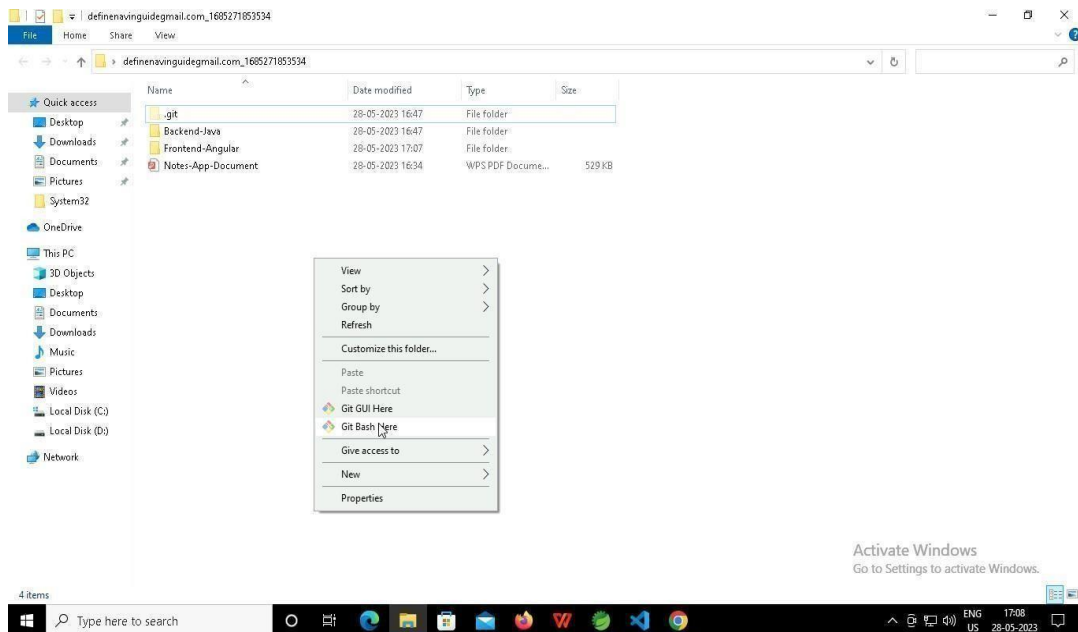 definenavinguidegmail.com_1685271853534
File Home Share View
definenavinguidegmail.com_1685271853534
Name Date modified Type Size
.git 28-05-2023 16:47 File folder
Backend-Java 28-05-2023 16:47 File folder
Frontend-Angular 28-05-2023 17:07 File folder
Notes-App-Document 28-05-2023 16:34 WPS PDF Docume... 529 KB
Quick access
Desktop
Downloads
Documents
Pictures
System32
OneDrive
This PC
3D Objects
Desktop
Documents
Downloads
Music
Pictures
Videos
Local Disk (C:)
Local Disk (D:)
Network
View
Sort by
Group by
Refresh
Customize this folder...
Paste
Paste shortcut
Git GUI Here
Git Bash Here
Give access to
New
Properties
Activate Windows
Go to Settings to activate Windows.
4 items
Type here to search
ENG 17:08
US 28-05-2023